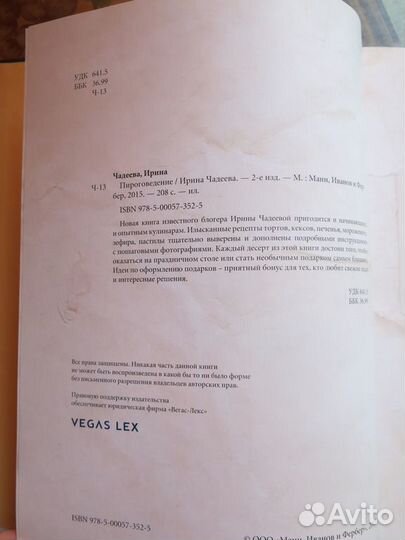 УДК 641.5
ББК 36.99
Ч-13
Чадеева, Ирина
Ч-13 Пироговедение / Ирина Чадеева. — 2-е изд. — М. : Манн, Иванов и Фер
бер, 2015. — 208 с. — ил.
ISBN 978-5-00057-352-5
Новая книга известного блогера Ирины Чадеевой пригодится и начинающим,
и опытным кулинарам. Изысканные рецепты тортов, кексов, печенья, мороженого,
зефира, пастилы тщательно выверены и дополнены подробными инструкциями
с пошаговыми фотографиями. Каждый десерт из этой книги достоин того, чтобы
оказаться на праздничном столе или стать необычным подарком самым близким.
Идеи по оформлению подарков – приятный бонус для тех, кто любит свежие идеи
и интересные решения.
УДК 641.5
ББК 36.99
Все права защищены. Никакая часть данной книги
не может быть воспроизведена в какой бы то ни было форме
без письменного разрешения владельцев авторских прав.
Правовую поддержку издательства
обеспечивает юридическая фирма «Вегас-Лекс»
VEGAS LEX
ISBN 978-5-00057-352-5
© ООО «Манн, Иванов и Фербер»,
Avito